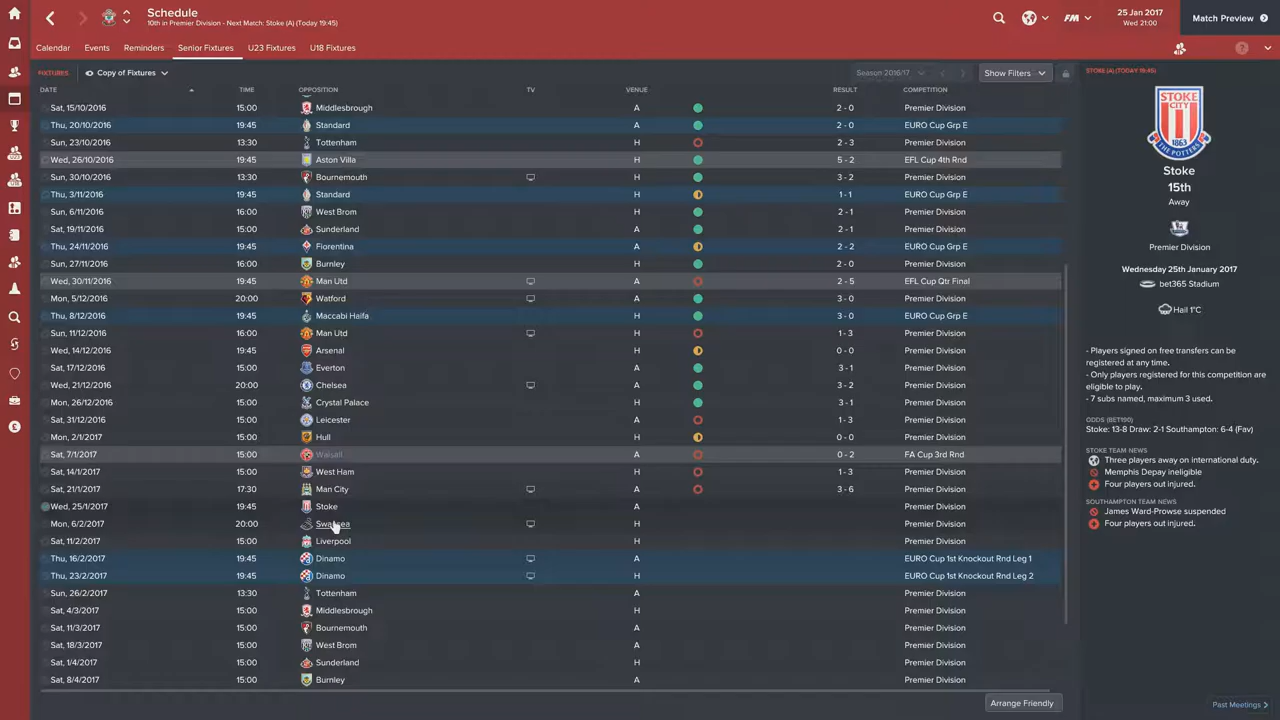 Schedule
10th in Premier Division - Next Match: Stoke (A) (Today 19:45)
FM
25 Jan 2017
Wed 21:00
Match Preview
Calendar Events Reminders Senior Fixtures U23 Fixtures U18 Fixtures
FIXTURES Copy of Fixtures Season 2016/17 Show Filters
DATE TIME OPPOSITION TV VENUE RESULT COMPETITION
Sat, 15/10/2016 15:00 Middlesbrough A 2 - 0 Premier Division
Thu, 20/10/2016 19:45 Standard A 2 - 0 EURO Cup Grp E
Sun, 23/10/2016 13:30 Tottenham H 2 - 3 Premier Division
Wed, 26/10/2016 19:45 Aston Villa H 5 - 2 EFL Cup 4th Rnd
Sun, 30/10/2016 13:30 Bournemouth H 3 - 2 Premier Division
Thu, 3/11/2016 19:45 Standard H 1 - 1 EURO Cup Grp E
Sun, 6/11/2016 16:00 West Brom H 2 - 1 Premier Division
Sat, 19/11/2016 15:00 Sunderland A 2 - 1 Premier Division
Thu, 24/11/2016 19:45 Fiorentina A 2 - 2 EURO Cup Grp E
Sun, 27/11/2016 16:00 Burnley H 2 - 0 Premier Division
Wed, 30/11/2016 19:45 Man Utd A 2 - 5 EFL Cup Qtr Final
Mon, 5/12/2016 20:00 Watford A 3 - 0 Premier Division
Thu, 8/12/2016 19:45 Maccabi Haifa H 3 - 0 EURO Cup Grp E
Sun, 11/12/2016 16:00 Man Utd H 1 - 3 Premier Division
Wed, 14/12/2016 19:45 Arsenal H 0 - 0 Premier Division
Sat, 17/12/2016 15:00 Everton A 3 - 1 Premier Division
Wed, 21/12/2016 20:00 Chelsea H 3 - 2 Premier Division
Mon, 26/12/2016 15:00 Crystal Palace H 3 - 1 Premier Division
Sat, 31/12/2016 15:00 Leicester A 1 - 3 Premier Division
Mon, 2/1/2017 15:00 Hull H 0 - 0 Premier Division
Sat, 7/1/2017 15:00 Walsall A 0 - 2 FA Cup 3rd Rnd
Sat, 14/1/2017 15:00 West Ham H 1 - 3 Premier Division
Sat, 21/1/2017 17:30 Man City A 3 - 6 Premier Division
Wed, 25/1/2017 19:45 Stoke A Premier Division
Mon, 6/2/2017 20:00 Swansea H Premier Division
Sat, 11/2/2017 15:00 Liverpool H Premier Division
Thu, 16/2/2017 19:45 Dinamo A EURO Cup 1st Knockout Rnd Leg 1
Thu, 23/2/2017 19:45 Dinamo H EURO Cup 1st Knockout Rnd Leg 2
Sun, 26/2/2017 13:30 Tottenham A Premier Division
Sat, 4/3/2017 15:00 Middlesbrough H Premier Division
Sat, 11/3/2017 15:00 Bournemouth A Premier Division
Sat, 18/3/2017 15:00 West Brom A Premier Division
Sat, 1/4/2017 15:00 Sunderland H Premier Division
Sat, 8/4/2017 15:00 Burnley A Premier Division
Arrange Friendly
STOKE (A) (TODAY 19:45)
STOKE CITY
1863
THE POTTERS
Stoke
15th
Away
Premier Division
Wednesday 25th January 2017
bet365 Stadium
Hail 1°C
- Players signed on free transfers can be
registered at any time.
- Only players registered for this competition are
eligible to play.
- 7 subs named, maximum 3 used.
ODDS (BET190)
Stoke: 13-8 Draw: 2-1 Southampton: 6-4 (Fav)
STOKE TEAM NEWS
Three players away on international duty.
Memphis Depay ineligible
Four players out injured.
SOUTHAMPTON TEAM NEWS
James Ward-Prowse suspended
Four players out injured.
Past Meetings